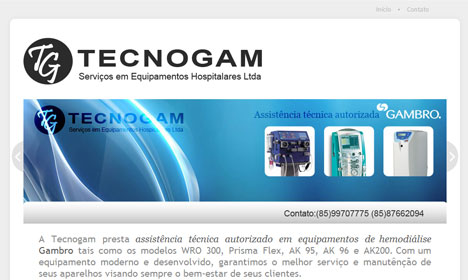 Início • Contato
TG TECNOGAM
Serviços em Equipamentos Hospitalares Ltda
TG TECNOGAM
Serviços em Equipamentos Hospitalares Ltda
Assistência técnica autorizada GAMBRO.
Contato:(85)99707775 (85)87662094
A Tecnogam presta assistência técnica autorizado em equipamentos de hemodiálise
Gambro tais como os modelos WRO 300, Prisma Flex, AK 95, AK 96 e AK200. Com um
equipamento moderno e desenvolvido, garantimos o melhor serviço e manutênção de
seus aparelhos visando sempre o bem-estar de seus clientes.